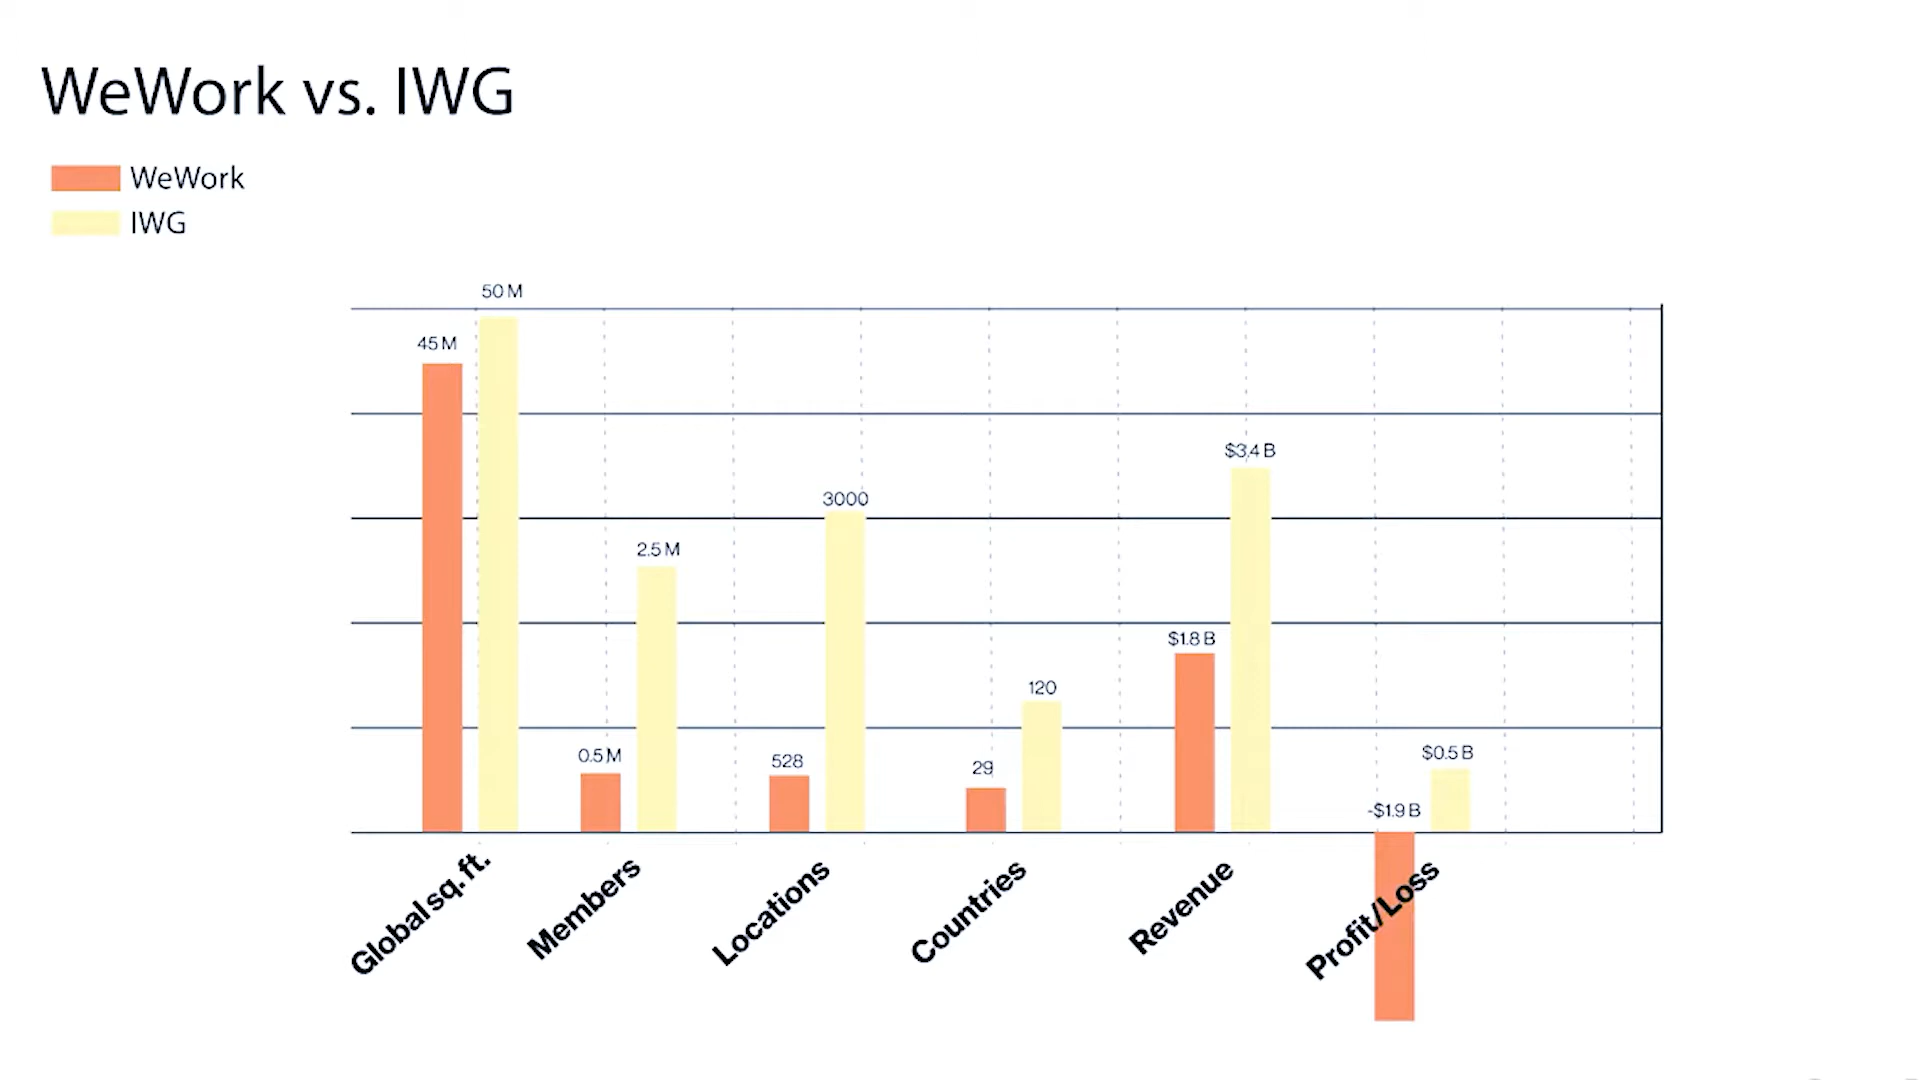 WeWork vs. IWG
WeWork
IWG
50 M
45 M
$3.4 B
3000
2.5 M
$1.8 B
120
0.5 M
528
29
$0.5 B
-$1.9 B
Global sq. ft.
Members
Locations
Countries
Revenue
Profit/Loss